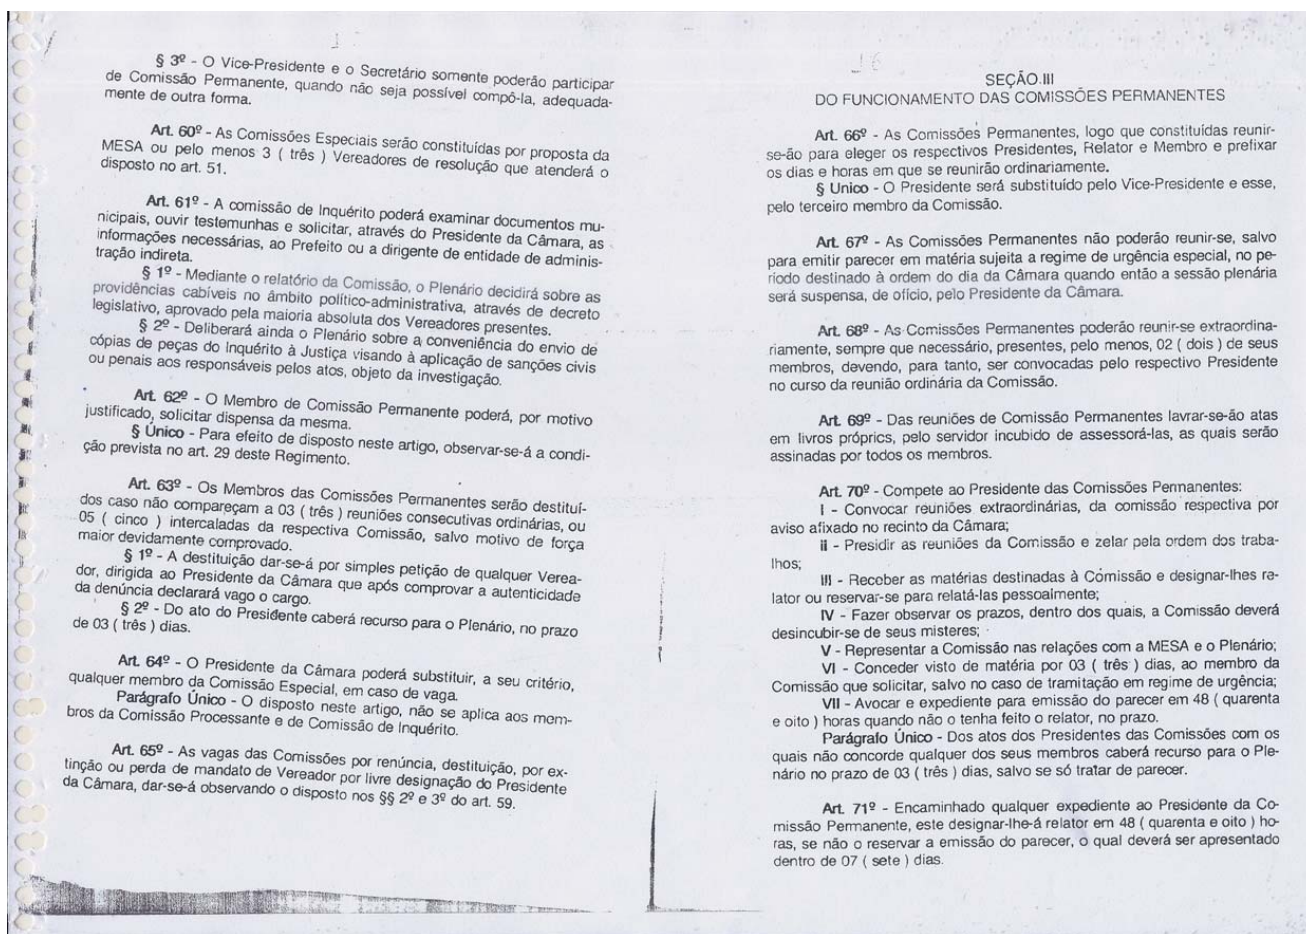 § 3º - O Vice-Presidente e o Secretário somente poderão participar
de Comissão Permanente, quando não seja possível compô-la, adequada-
mente de outra forma.
Art. 60º - As Comissões Especiais serão constituídas por proposta da
MESA ou pelo menos 3 ( três ) Vereadores de resolução que atenderá o
disposto no art. 51.
Art. 61º - A comissão de Inquérito poderá examinar documentos mu-
nicipais, ouvir testemunhas e solicitar, através do Presidente da Câmara, as
informações necessárias, ao Prefeito ou a dirigente de entidade de adminis-
tração indireta.
§ 1º - Mediante o relatório da Comissão, o Plenário decidirá sobre as
providências cabíveis no âmbito político-administrativa, através de decreto
legislativo, aprovado pela maioria absoluta dos Vereadores presentes.
§ 2º - Deliberará ainda o Plenário sobre a conveniência do envio de
cópias de peças do Inquérito à Justiça visando à aplicação de sanções civis
ou penais aos responsáveis pelos atos, objeto da investigação.
Art. 62º - O Membro de Comissão Permanente poderá, por motivo
justificado, solicitar dispensa da mesma.
§ Único - Para efeito de disposto neste artigo, observar-se-á a condi-
ção prevista no art. 29 deste Regimento.
Art. 63º - Os Membros das Comissões Permanentes serão destituí-
dos caso não compareçam a 03 ( três ) reuniões consecutivas ordinárias, ou
05 ( cinco ) intercaladas da respectiva Comissão, salvo motivo de força
maior devidamente comprovado.
§ 1º - A destituição dar-se-á por simples petição de qualquer Verea-
dor, dirigida ao Presidente da Câmara que após comprovar a autenticidade
da denúncia declarará vago o cargo.
§ 2º - Do ato do Presidente caberá recurso para o Plenário, no prazo
de 03 ( três ) dias.
Art. 64º - O Presidente da Câmara poderá substituir, a seu critério,
qualquer membro da Comissão Especial, em caso de vaga.
Parágrafo Único - O disposto neste artigo, não se aplica aos mem-
bros da Comissão Processante e de Comissão de Inquérito.
Art. 65º - As vagas das Comissões por renúncia, destituição, por ex-
tinção ou perda de mandato de Vereador por livre designação do Presidente
da Câmara, dar-se-á observando o disposto nos §§ 2º e 3º do art. 59.
SEÇÃO III
DO FUNCIONAMENTO DAS COMISSÕES PERMANENTES
Art. 66º - As Comissões Permanentes, logo que constituídas reunir-
se-ão para eleger os respectivos Presidentes, Relator e Membro e prefixar
os dias e horas em que se reunirão ordinariamente.
§ Unico - O Presidente será substituído pelo Vice-Presidente e esse,
pelo terceiro membro da Comissão.
Art. 67º - As Comissões Permanentes não poderão reunir-se, salvo
para emitir parecer em matéria sujeita a regime de urgência especial, no pe-
ríodo destinado à ordem do dia da Câmara quando então a sessão plenária
será suspensa, de ofício, pelo Presidente da Câmara.
Art. 68º - As Comissões Permanentes poderão reunir-se extraordina-
riamente, sempre que necessário, presentes, pelo menos, 02 ( dois ) de seus
membros, devendo, para tanto, ser convocadas pelo respectivo Presidente
no curso da reunião ordinária da Comissão.
Art. 69º - Das reuniões de Comissão Permanentes lavrar-se-ão atas
em livros próprios, pelo servidor incubido de assessorá-las, as quais serão
assinadas por todos os membros.
Art. 70º - Compete ao Presidente das Comissões Permanentes:
I - Convocar reuniões extraordinárias, da comissão respectiva por
aviso afixado no recinto da Câmara;
II - Presidir as reuniões da Comissão e zelar pela ordem dos traba-
lhos;
III - Receber as matérias destinadas à Comissão e designar-lhes re-
lator ou reservar-se para relatá-las pessoalmente;
IV - Fazer observar os prazos, dentro dos quais, a Comissão deverá
desincubir-se de seus misteres;
V - Representar a Comissão nas relações com a MESA e o Plenário;
VI - Conceder visto de matéria por 03 ( três ) dias, ao membro da
Comissão que solicitar, salvo no caso de tramitação em regime de urgência;
VII - Avocar e expediente para emissão do parecer em 48 ( quarenta
e oito ) horas quando não o tenha feito o relator, no prazo.
Parágrafo Único - Dos atos dos Presidentes das Comissões com os
quais não concorde qualquer dos seus membros caberá recurso para o Ple-
nário no prazo de 03 ( três ) dias, salvo se só tratar de parecer.
Art. 71º - Encaminhado qualquer expediente ao Presidente da Co-
missão Permanente, este designar-lhe-á relator em 48 ( quarenta e oito ) ho-
ras, se não o reservar a emissão do parecer, o qual deverá ser apresentado
dentro de 07 ( sete ) dias.